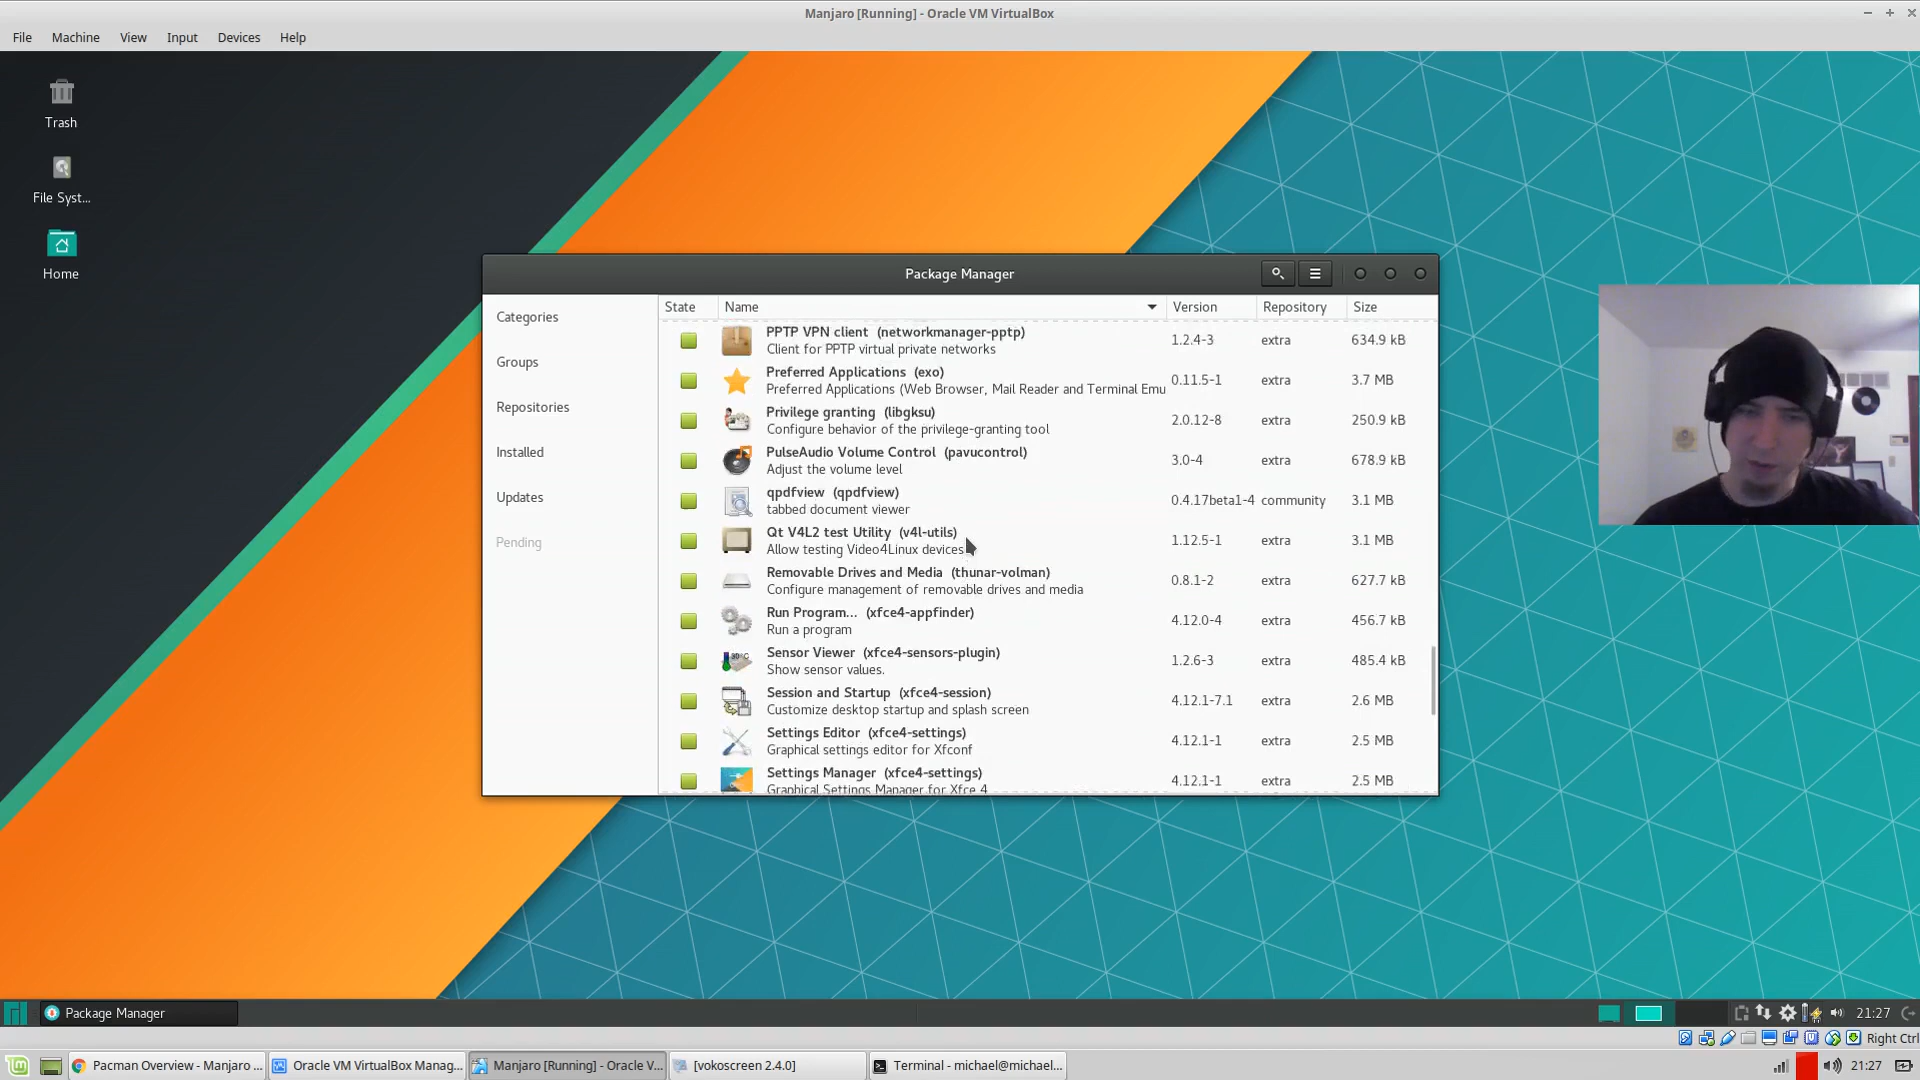 Manjaro [Running] - Oracle VM VirtualBox
File Machine View Input Devices Help
Trash
File Syst...
Home
Package Manager
Categories
Groups
Repositories
Installed
Updates
Pending
State Name Version Repository Size
PPTP VPN client (networkmanager-pptp)
Client for PPTP virtual private networks
1.2.4-3 extra 634.9 kB
Preferred Applications (exo)
Preferred Applications (Web Browser, Mail Reader and Terminal Emu
0.11.5-1 extra 3.7 MB
Privilege granting (libgksu)
Configure behavior of the privilege-granting tool
2.0.12-8 extra 250.9 kB
PulseAudio Volume Control (pavucontrol)
Adjust the volume level
3.0-4 extra 678.9 kB
qpdfview (qpdfview)
tabbed document viewer
0.4.17beta1-4 community 3.1 MB
Qt V4L2 test Utility (v4l-utils)
Allow testing Video4Linux devices
1.12.5-1 extra 3.1 MB
Removable Drives and Media (thunar-volman)
Configure management of removable drives and media
0.8.1-2 extra 627.7 kB
Run Program... (xfce4-appfinder)
Run a program
4.12.0-4 extra 456.7 kB
Sensor Viewer (xfce4-sensors-plugin)
Show sensor values.
1.2.6-3 extra 485.4 kB
Session and Startup (xfce4-session)
Customize desktop startup and splash screen
4.12.1-7.1 extra 2.6 MB
Settings Editor (xfce4-settings)
Graphical settings editor for Xfconf
4.12.1-1 extra 2.5 MB
Settings Manager (xfce4-settings)
Graphical Settings Manager for Xfce 4
4.12.1-1 extra 2.5 MB
Package Manager
21:27
Right Ctrl
Pacman Overview - Manjaro ...
Oracle VM VirtualBox Manag...
Manjaro [Running] - Oracle V...
[vokoscreen 2.4.0]
Terminal - michael@michael...
21:27